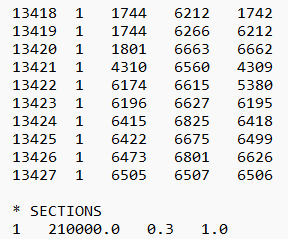 13418 1 1744 6212 1742
13419 1 1744 6266 6212
13420 1 1801 6663 6662
13421 1 4310 6560 4309
13422 1 6174 6615 5380
13423 1 6196 6627 6195
13424 1 6415 6825 6418
13425 1 6422 6675 6499
13426 1 6473 6801 6626
13427 1 6505 6507 6506
* SECTIONS
1 210000.0 0.3 1.0